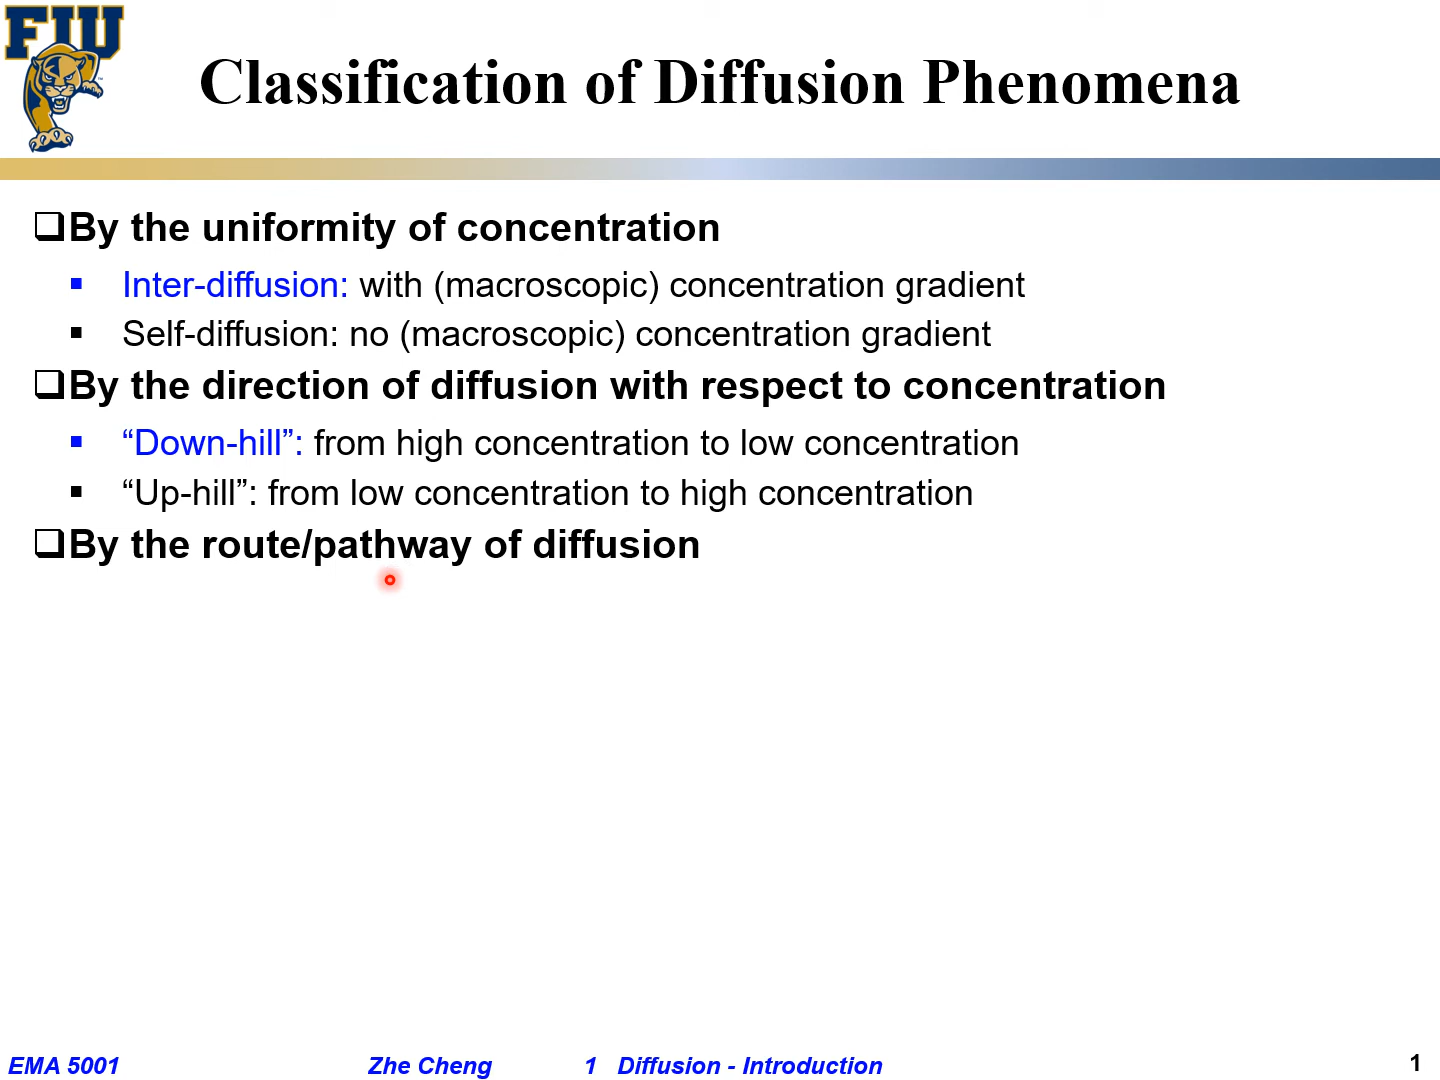 FIU
Classification of Diffusion Phenomena
By the uniformity of concentration
Inter-diffusion: with (macroscopic) concentration gradient
Self-diffusion: no (macroscopic) concentration gradient
By the direction of diffusion with respect to concentration
“Down-hill”: from high concentration to low concentration
“Up-hill”: from low concentration to high concentration
By the route/pathway of diffusion
EMA 5001 Zhe Cheng 1 Diffusion - Introduction 1